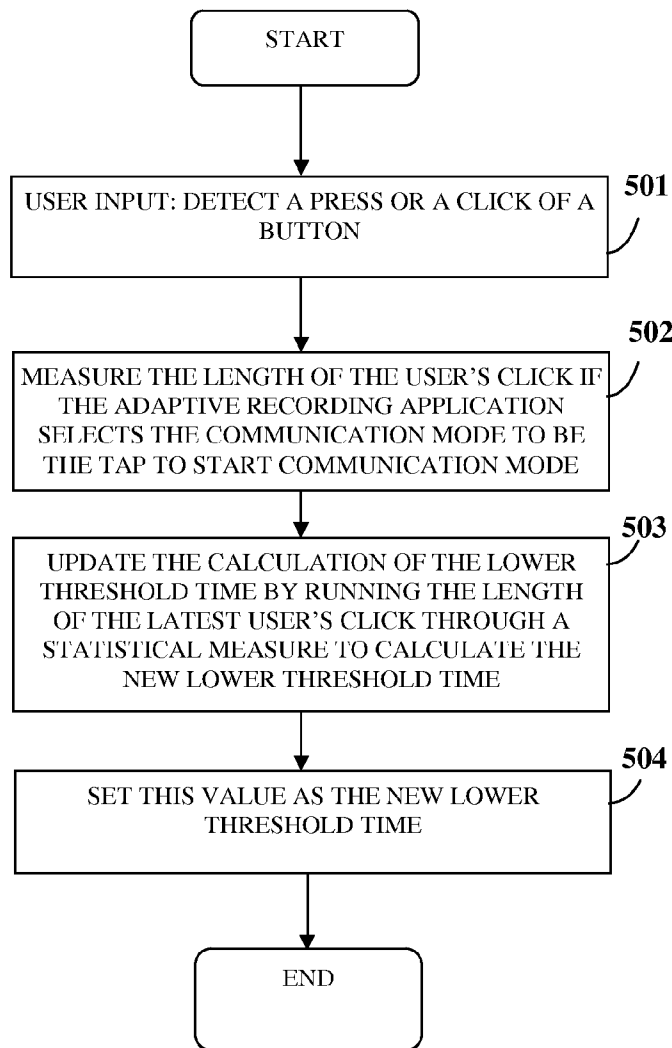 START
501
USER INPUT: DETECT A PRESS OR A CLICK OF A
BUTTON
502
MEASURE THE LENGTH OF THE USER'S CLICK IF
THE ADAPTIVE RECORDING APPLICATION
SELECTS THE COMMUNICATION MODE TO BE
THE TAP TO START COMMUNICATION MODE
503
UPDATE THE CALCULATION OF THE LOWER
THRESHOLD TIME BY RUNNING THE LENGTH
OF THE LATEST USER'S CLICK THROUGH A
STATISTICAL MEASURE TO CALCULATE THE
NEW LOWER THRESHOLD TIME
504
SET THIS VALUE AS THE NEW LOWER
THRESHOLD TIME
END